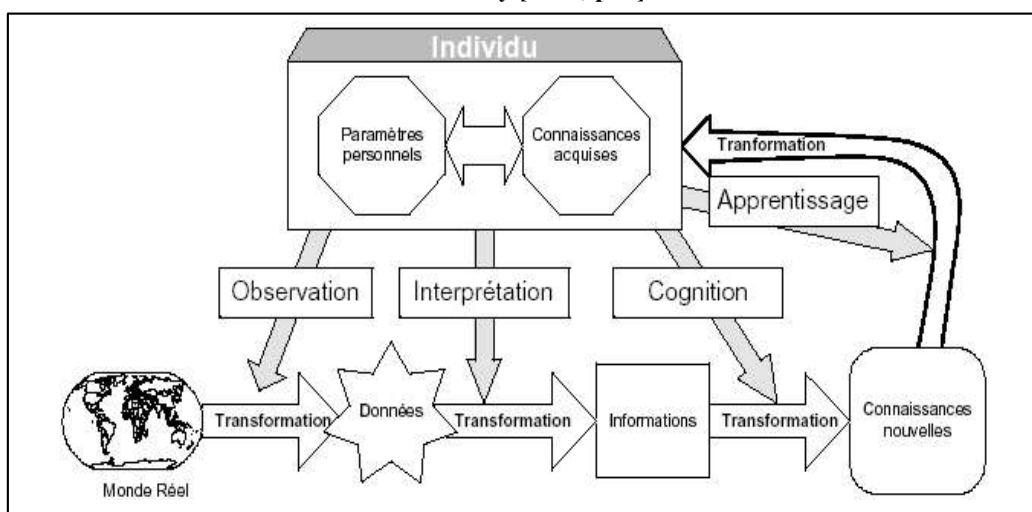 Individu
Paramètres
personnels
Connaissances
acquises
Tranformation
Apprentissage
Observation
Interprétation
Cognition
Transformation
Données
Transformation
Informations
Transformation
Connaissances
nouvelles
Monde Réel